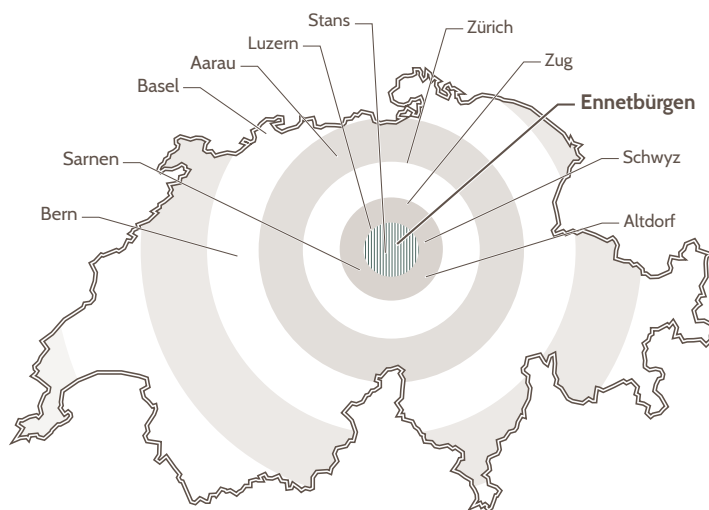 Stans
Zürich
Luzern
Aarau
Zug
Basel
Ennetbürgen
Sarnen
Schwyz
Bern
Altdorf